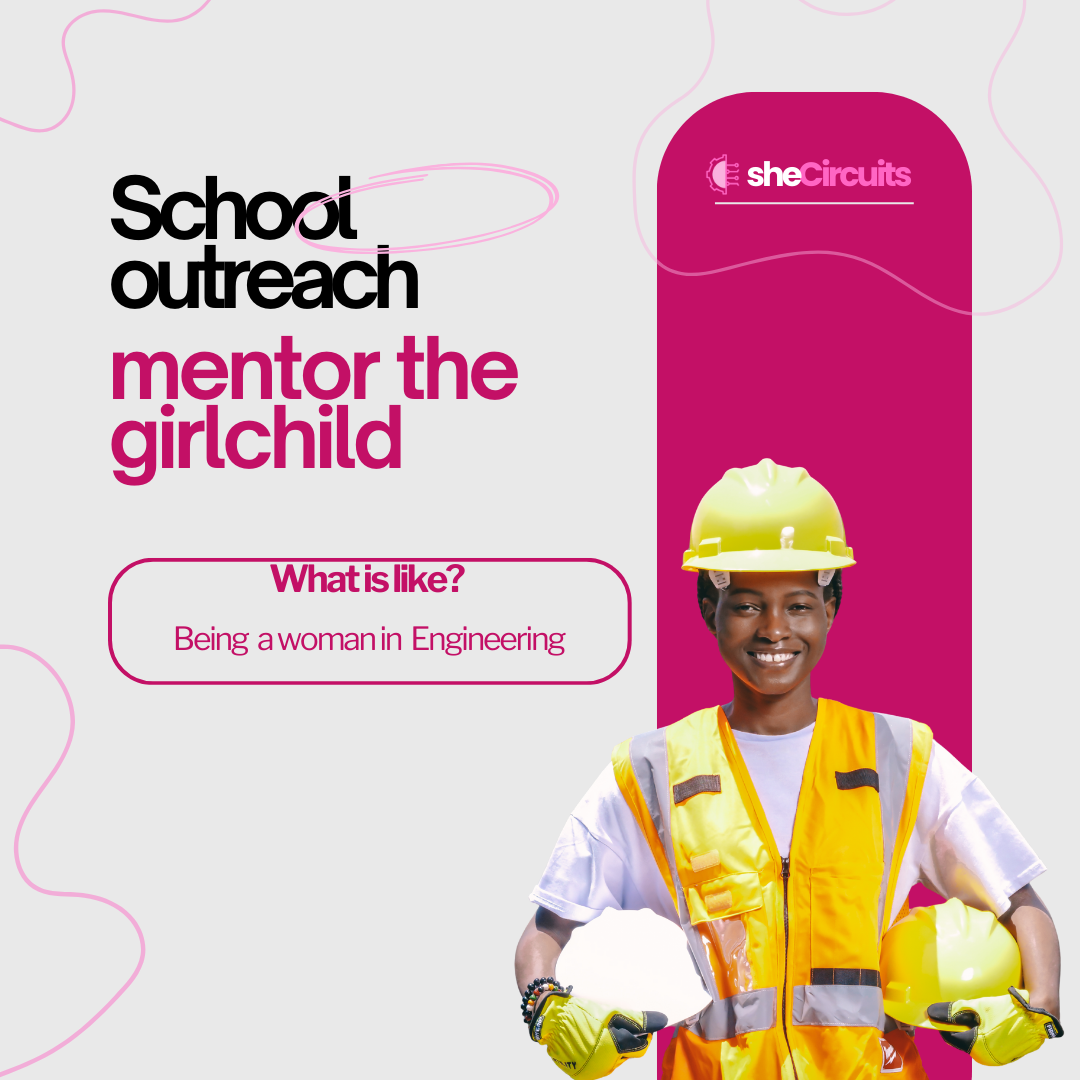 sheCircuits
School
outreach
mentor the
girlchild
What is like?
Being a woman in Engineering